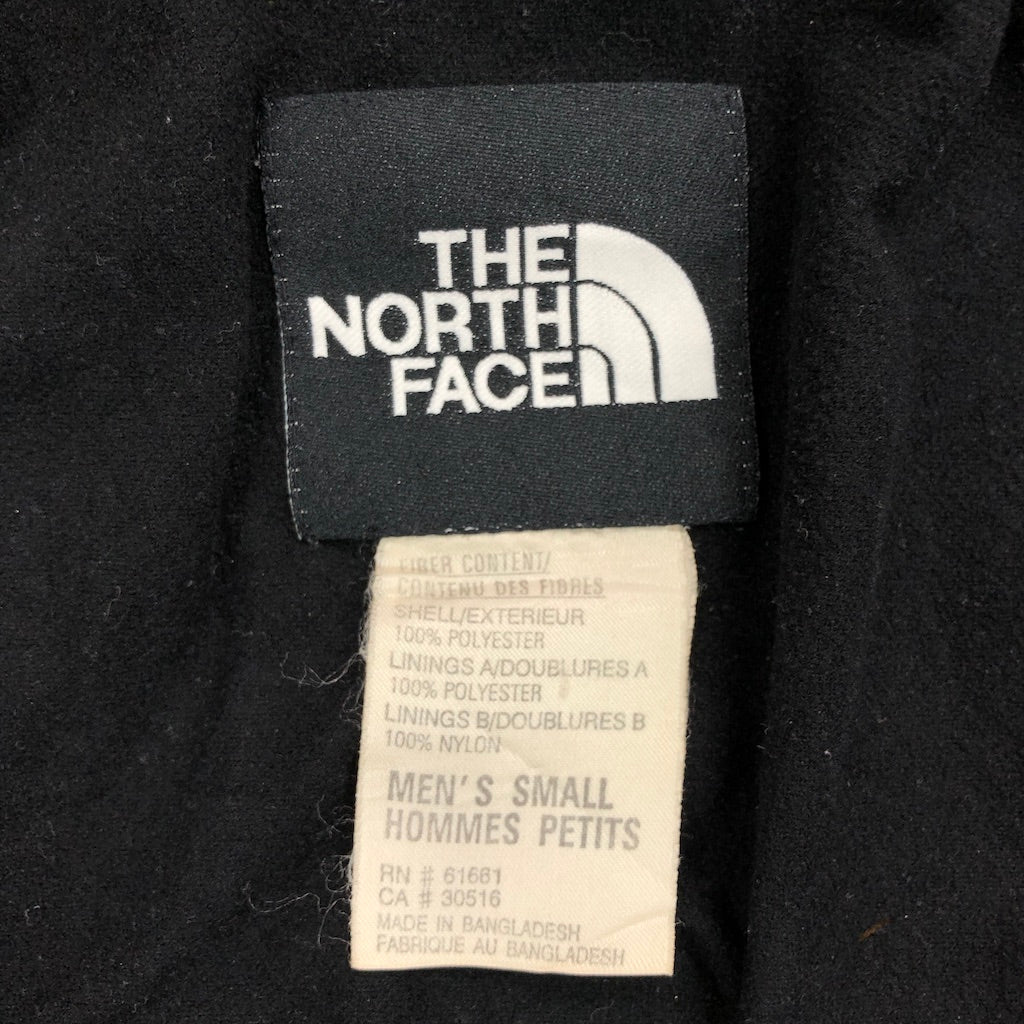 THE
NORTH
FACE
FIBER CONTENT/
CONTENU DES FIBRES
SHELL/EXTERIEUR
100% POLYESTER
LININGS A/DOUBLURES A
100% POLYESTER
LININGS B/DOUBLURES B
100% NYLON
MEN'S SMALL
HOMMES PETITS
RN # 61661
CA # 30516
MADE IN BANGLADESH
FABRIQUE AU BANGLADESH